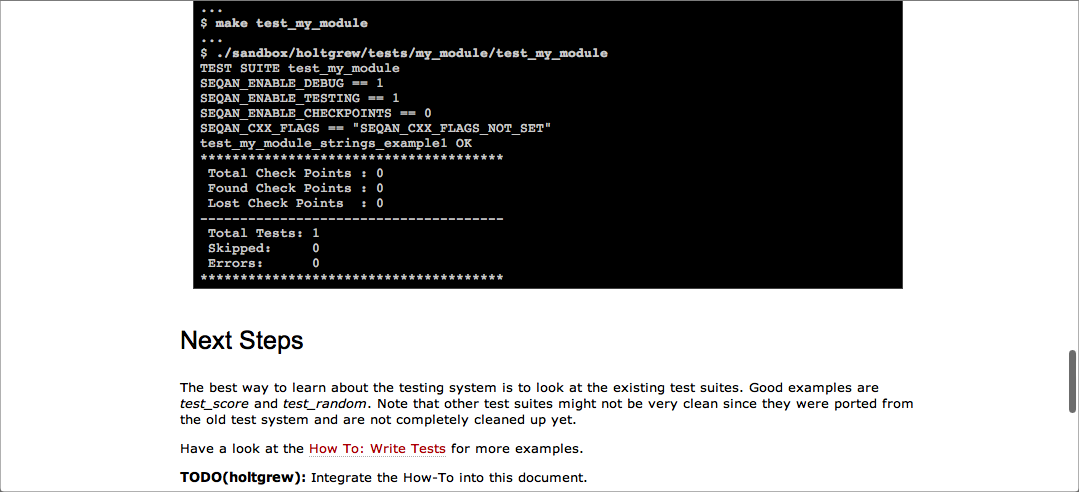 ...
$ make test_my_module
...
$ ./sandbox/holtgrew/tests/my_module/test_my_module
TEST SUITE test_my_module
SEQAN_ENABLE_DEBUG == 1
SEQAN_ENABLE_TESTING == 1
SEQAN_ENABLE_CHECKPOINTS == 0
SEQAN_CXX_FLAGS == "SEQAN_CXX_FLAGS_NOT_SET"
test_my_module_strings_example1 OK
**************************************
Total Check Points : 0
Found Check Points : 0
Lost Check Points  : 0
--------------------------------------
Total Tests: 1
Skipped:     0
Errors:      0
**************************************
Next Steps
The best way to learn about the testing system is to look at the existing test suites. Good examples are
test_score and test_random. Note that other test suites might not be very clean since they were ported from
the old test system and are not completely cleaned up yet.
Have a look at the How To: Write Tests for more examples.
TODO(holtgrew): Integrate the How-To into this document.